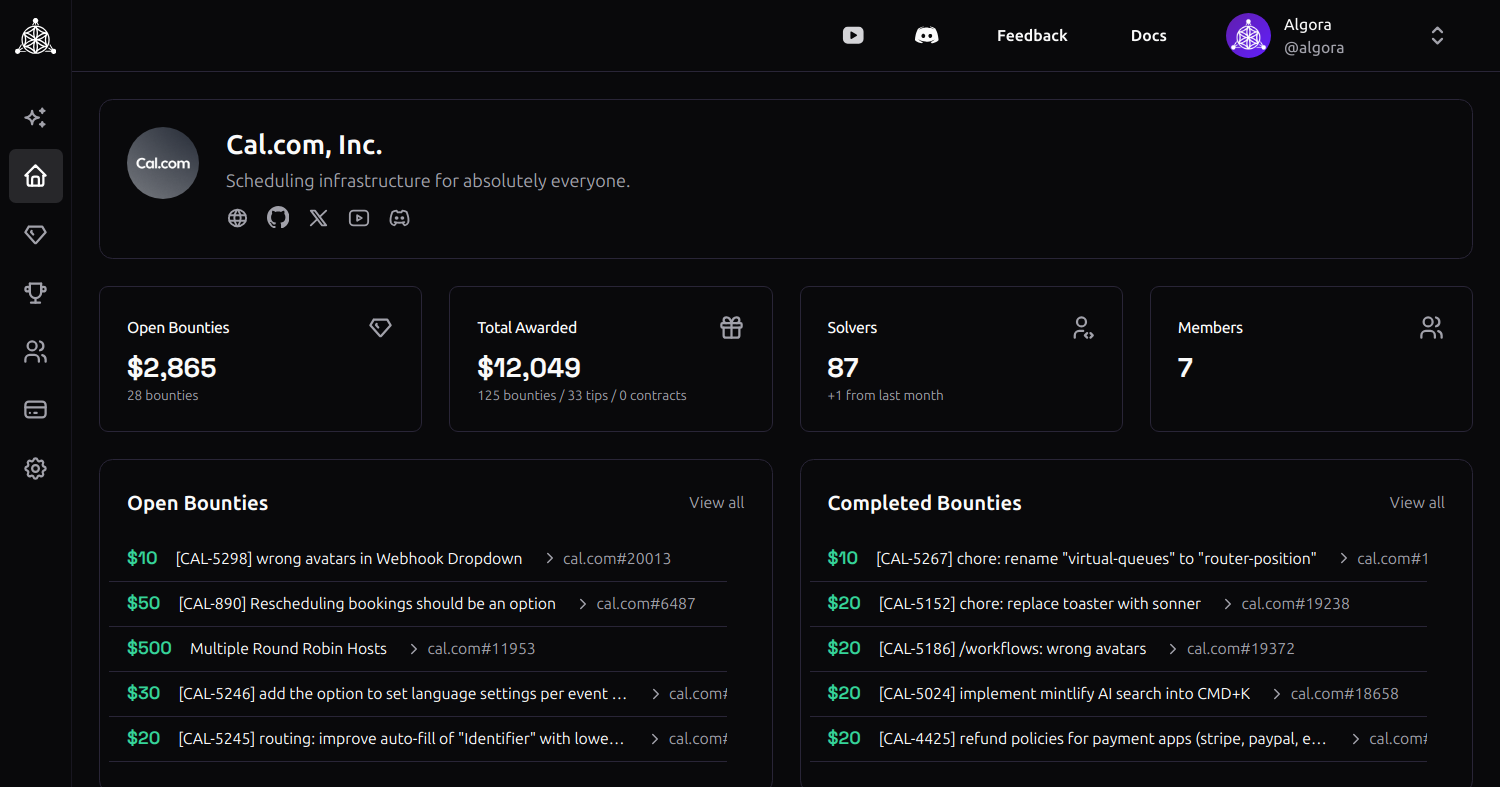 Feedback
Docs
Algora
@algora
Cal.com
Cal.com, Inc.
Scheduling infrastructure for absolutely everyone.
Open Bounties
$2,865
28 bounties
Total Awarded
$12,049
125 bounties / 33 tips / 0 contracts
Solvers
87
+1 from last month
Members
7
Open Bounties View all
$10 [CAL-5298] wrong avatars in Webhook Dropdown > cal.com#20013
$50 [CAL-890] Rescheduling bookings should be an option > cal.com#6487
$500 Multiple Round Robin Hosts > cal.com#11953
$30 [CAL-5246] add the option to set language settings per event … > cal.com#
$20 [CAL-5245] routing: improve auto-fill of "Identifier" with lowe… > cal.com#
Completed Bounties View all
$10 [CAL-5267] chore: rename "virtual-queues" to "router-position" > cal.com#1
$20 [CAL-5152] chore: replace toaster with sonner > cal.com#19238
$20 [CAL-5186] /workflows: wrong avatars > cal.com#19372
$20 [CAL-5024] implement mintlify AI search into CMD+K > cal.com#18658
$20 [CAL-4425] refund policies for payment apps (stripe, paypal, e… > cal.com#